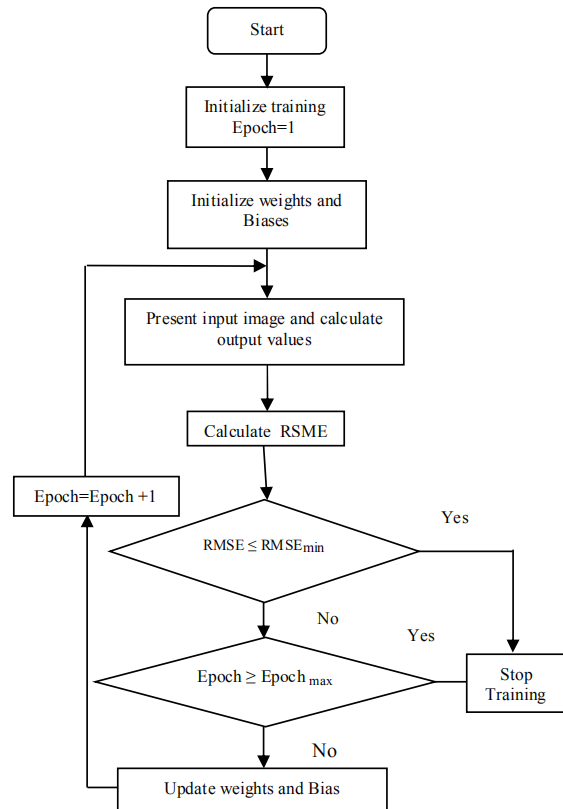 Start
Initialize training
Epoch=1
Initialize weights and
Biases
Present input image and calculate
output values
Calculate RSME
Epoch=Epoch +1
Yes
RMSE ≤ RMSEmin
No
Yes
Epoch ≥ Epoch max
Stop
Training
No
Update weights and Bias